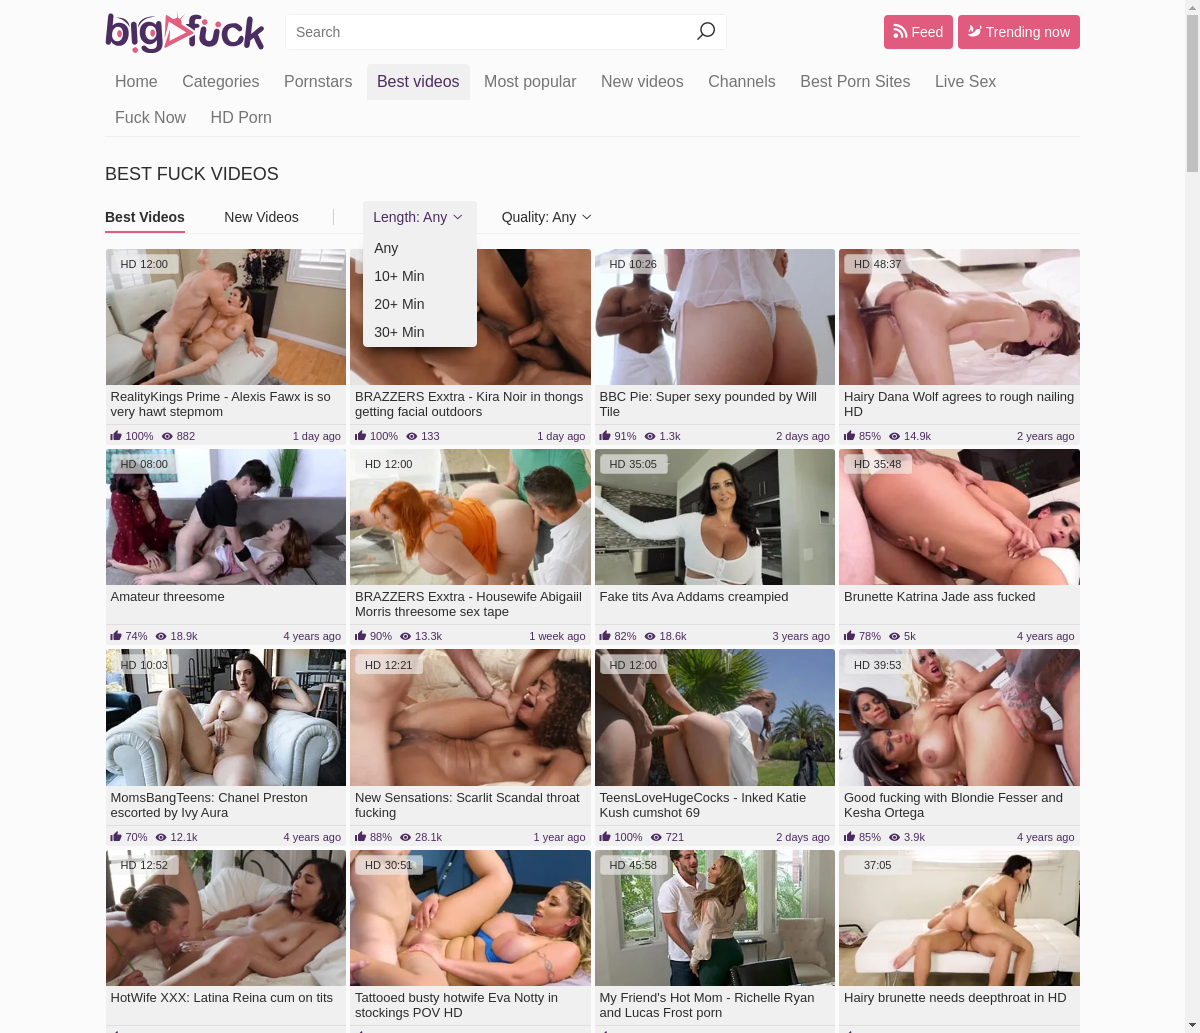 bigfuck
Search
Feed
Trending now
Home Categories Pornstars Best videos Most popular New videos Channels Best Porn Sites Live Sex
Fuck Now HD Porn
BEST FUCK VIDEOS
Best Videos New Videos Length: Any Quality: Any
Any
10+ Min
20+ Min
30+ Min
HD 12:00
RealityKings Prime - Alexis Fawx is so
very hawt stepmom
100% 882 1 day ago
BRAZZERS Exxtra - Kira Noir in thongs
getting facial outdoors
100% 133 1 day ago
HD 10:26
BBC Pie: Super sexy pounded by Will
Tile
91% 1.3k 2 days ago
HD 48:37
Hairy Dana Wolf agrees to rough nailing
HD
85% 14.9k 2 years ago
HD 08:00
Amateur threesome
74% 18.9k 4 years ago
HD 12:00
BRAZZERS Exxtra - Housewife Abigaiil
Morris threesome sex tape
90% 13.3k 1 week ago
HD 35:05
Fake tits Ava Addams creampied
82% 18.6k 3 years ago
HD 35:48
Brunette Katrina Jade ass fucked
78% 5k 4 years ago
HD 10:03
MomsBangTeens: Chanel Preston
escorted by Ivy Aura
70% 12.1k 4 years ago
HD 12:21
New Sensations: Scarlit Scandal throat
fucking
88% 28.1k 1 year ago
HD 12:00
TeensLoveHugeCocks - Inked Katie
Kush cumshot 69
100% 721 2 days ago
HD 39:53
Good fucking with Blondie Fesser and
Kesha Ortega
85% 3.9k 4 years ago
HD 12:52
HotWife XXX: Latina Reina cum on tits
HD 30:51
Tattooed busty hotwife Eva Notty in
stockings POV HD
HD 45:58
My Friend's Hot Mom - Richelle Ryan
and Lucas Frost porn
37:05
Hairy brunette needs deepthroat in HD